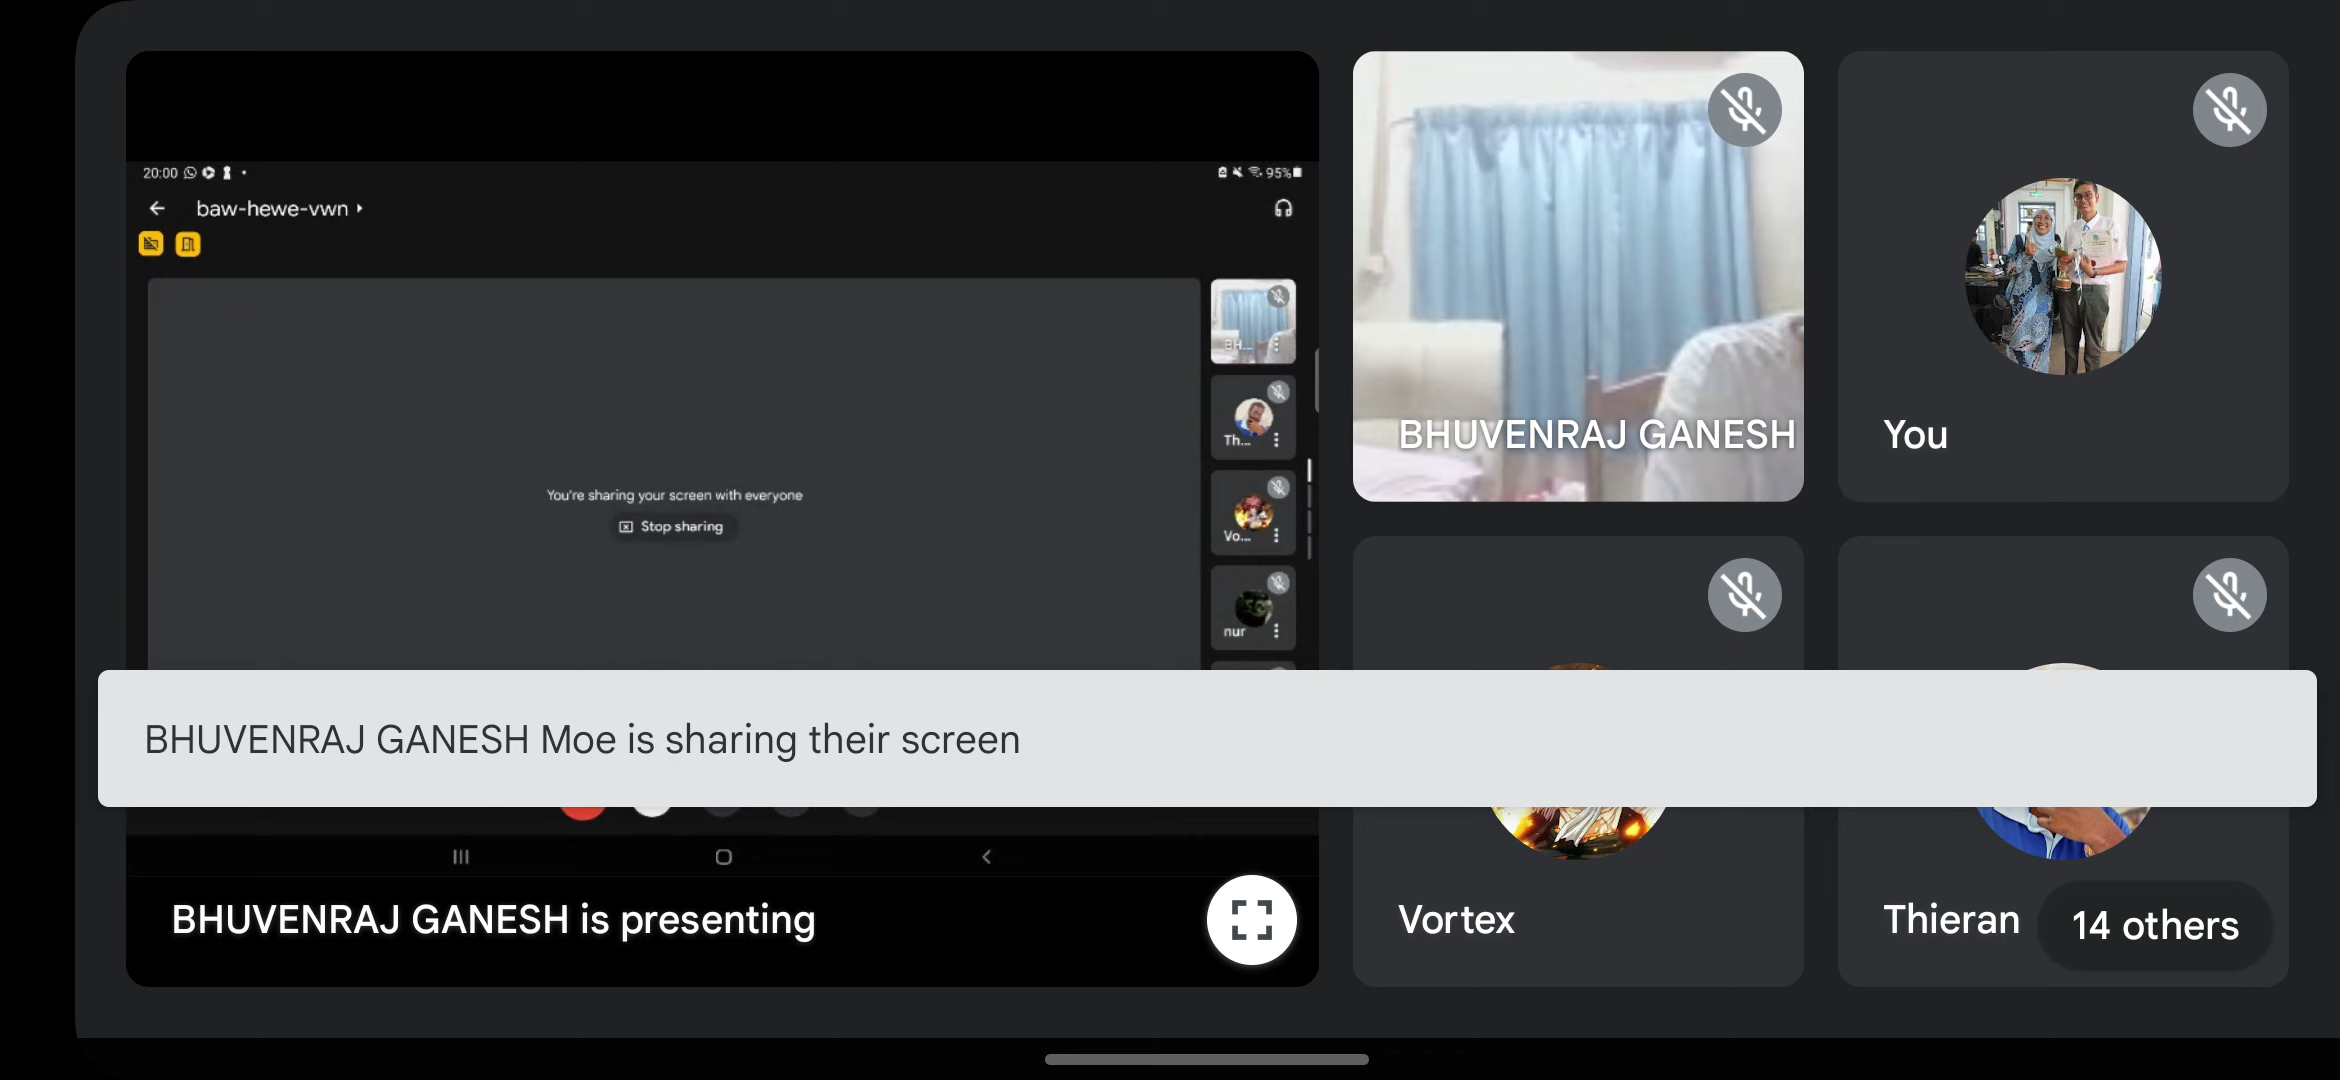 20:00
95%
baw-hewe-vwn
You're sharing your screen with everyone
Stop sharing
BH...
Th...
Vo...
nur
BHUVENRAJ GANESH
You
BHUVENRAJ GANESH Moe is sharing their screen
BHUVENRAJ GANESH is presenting
Vortex
Thieran
14 others